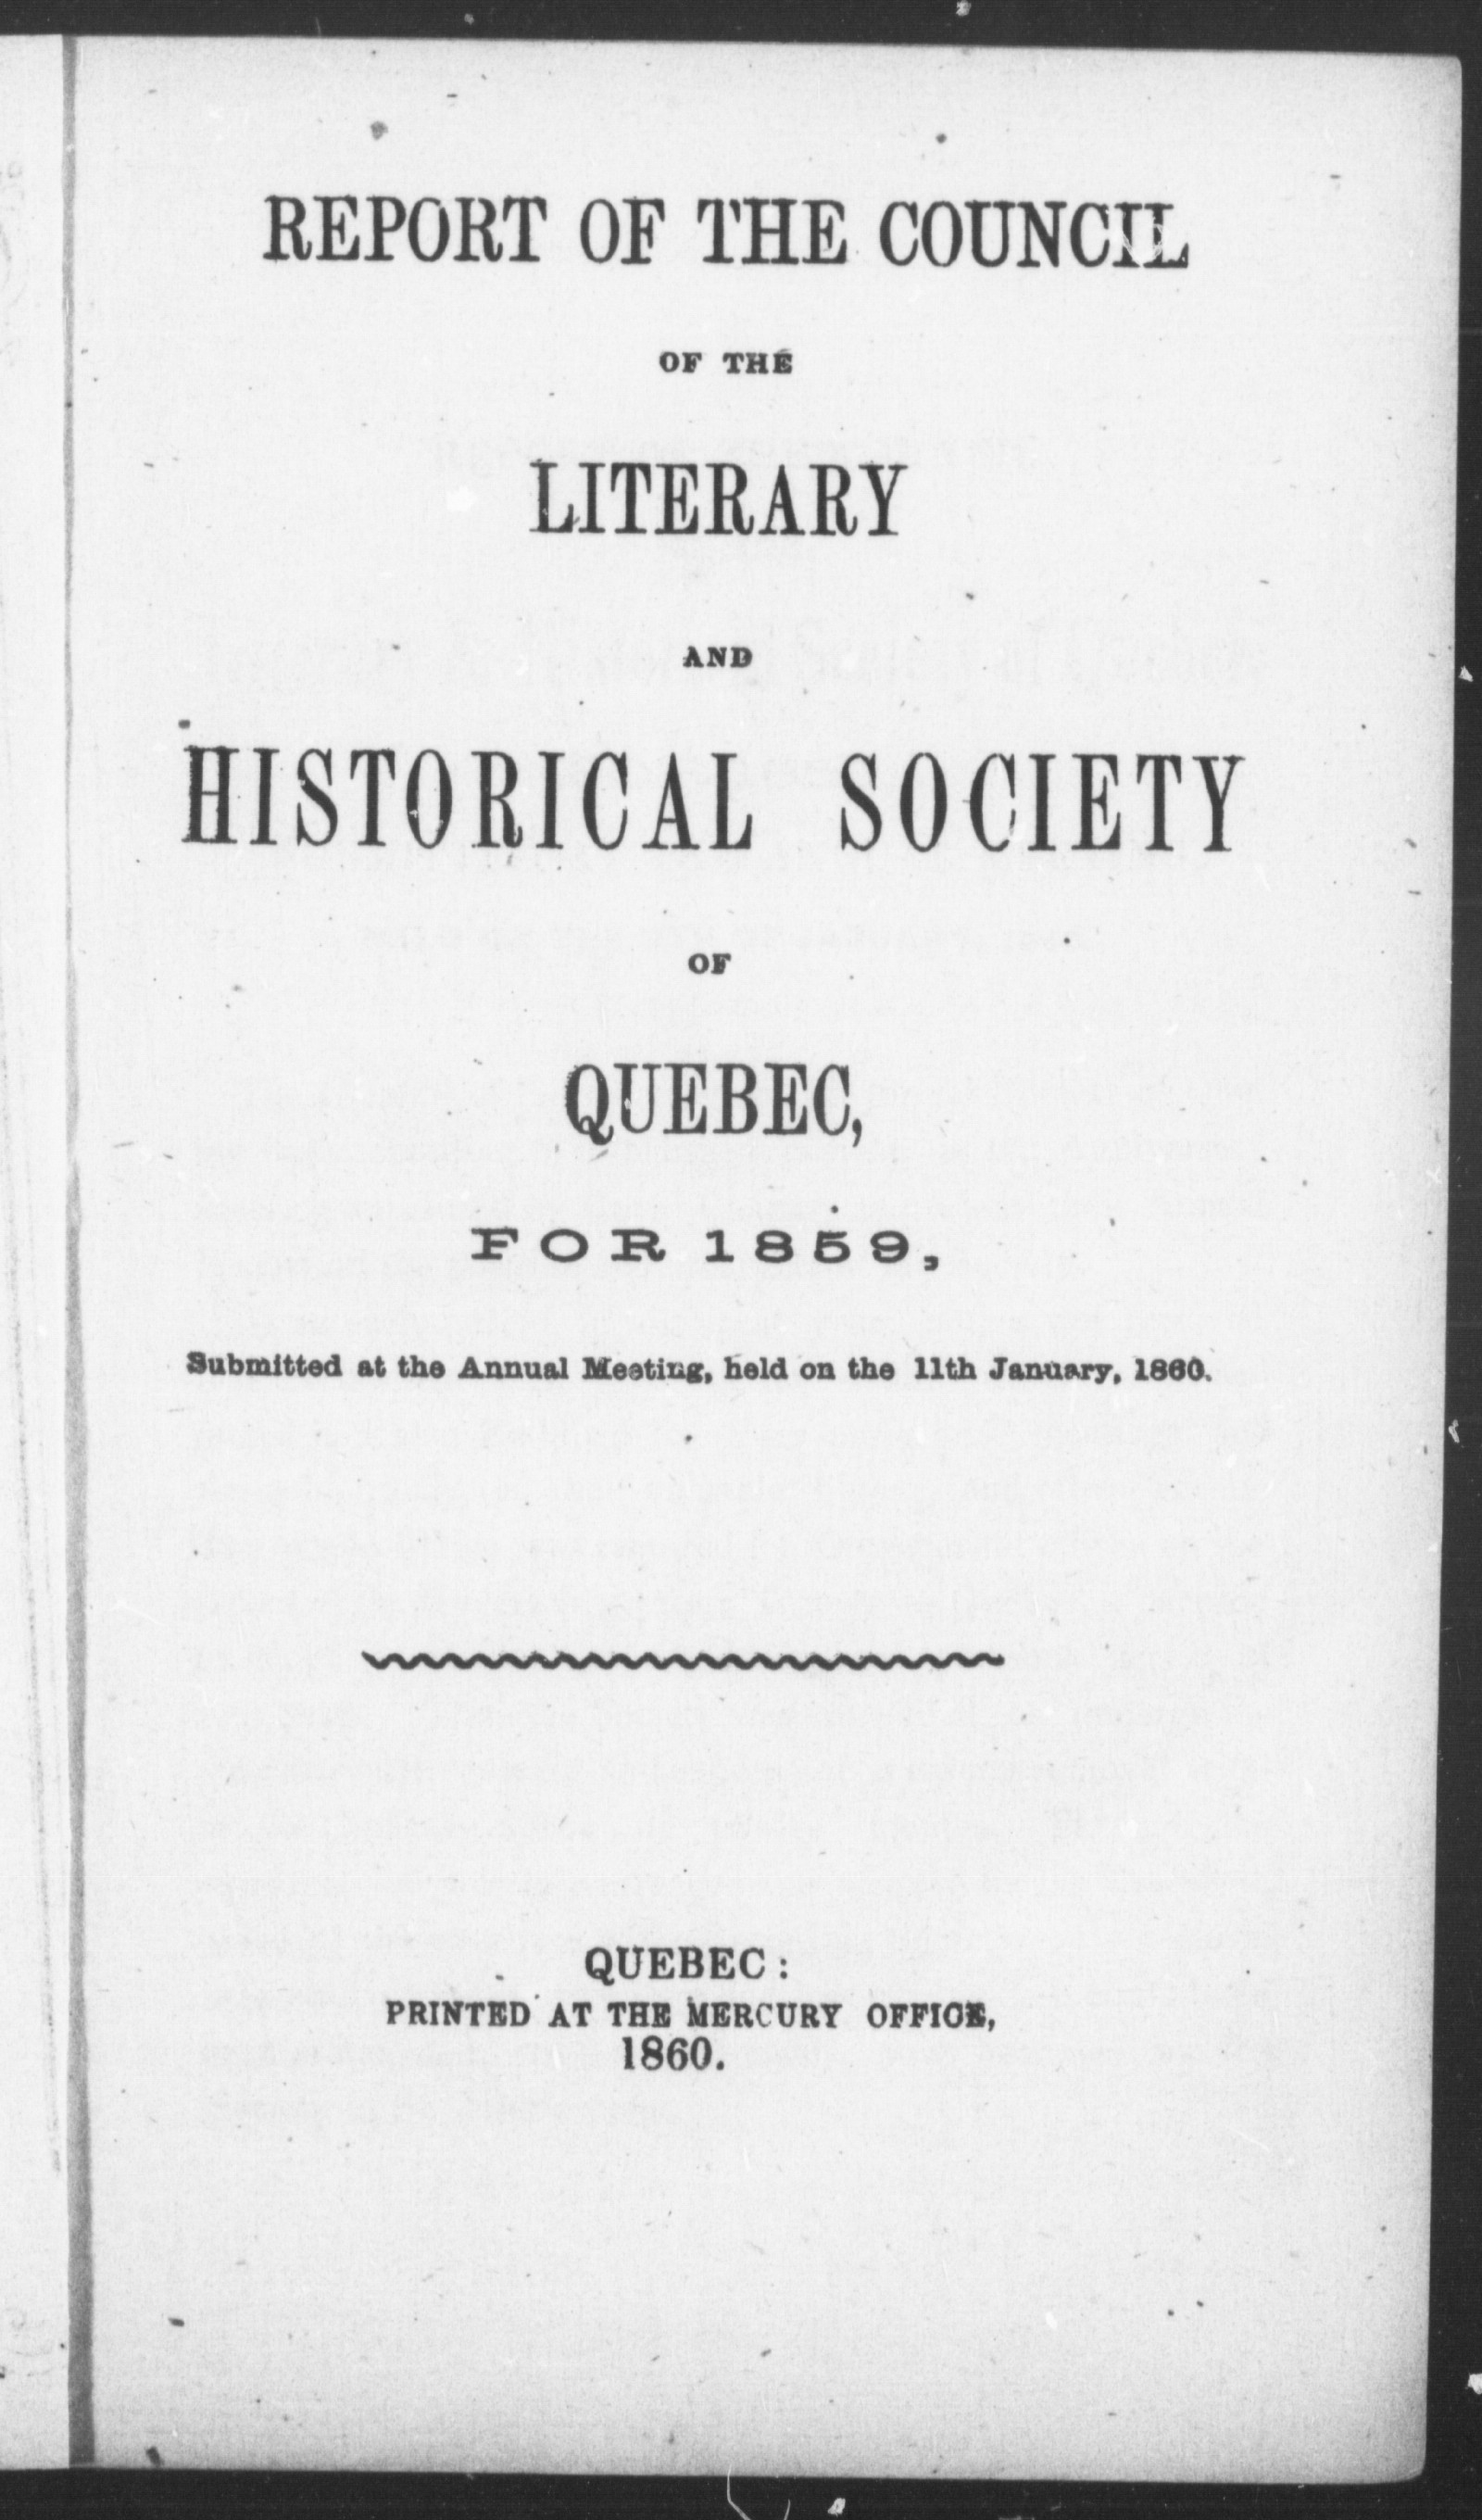 REPORT OF THE COUNCIL
OF THE
LITERARY
AND
HISTORICAL SOCIETY
OF
QUEBEC,
FOR 1859,
Submitted at the Annual Meeting, held on the 11th January, 1860.
QUEBEC:
PRINTED AT THE MERCURY OFFICE,
1860.